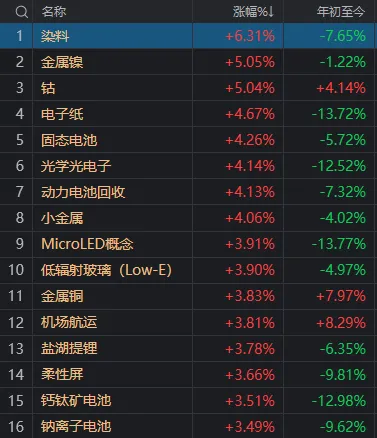 名称 涨幅%↓ 年初至今
1 染料 +6.31% -7.65%
2 金属镍 +5.05% -1.22%
3 钴 +5.04% +4.14%
4 电子纸 +4.67% -13.72%
5 固态电池 +4.26% -5.72%
6 光学光电子 +4.14% -12.52%
7 动力电池回收 +4.13% -7.32%
8 小金属 +4.06% -4.02%
9 MicroLED概念 +3.91% -13.77%
10 低辐射玻璃（Low-E） +3.90% -4.97%
11 金属铜 +3.83% +7.97%
12 机场航运 +3.81% +8.29%
13 盐湖提锂 +3.78% -6.35%
14 柔性屏 +3.66% -9.81%
15 钙钛矿电池 +3.51% -12.98%
16 钠离子电池 +3.49% -9.62%